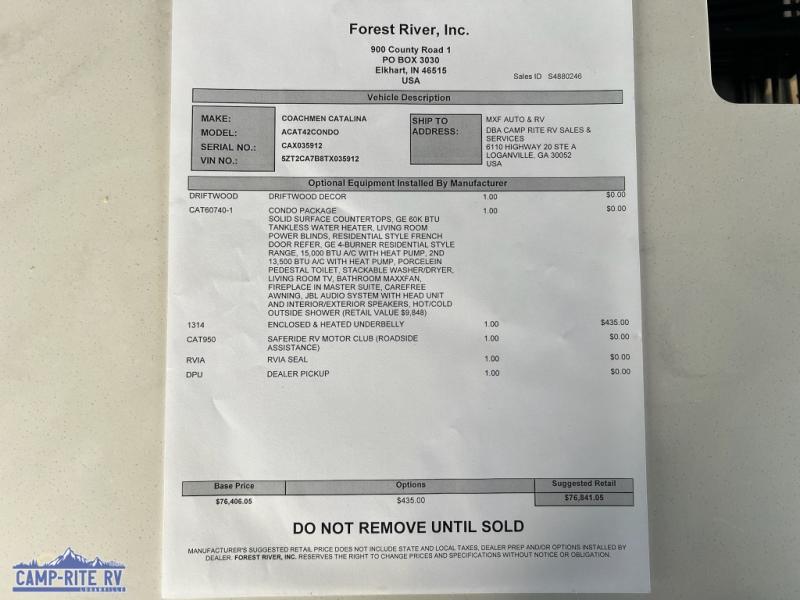 Forest River, Inc.
900 County Road 1
PO BOX 3030
Elkhart, IN 46515
USA
Sales ID S4880246
Vehicle Description
MAKE: COACHMEN CATALINA
MODEL: ACAT42CONDO
SERIAL NO.: CAX035912
VIN NO.: 5ZT2CA7B8TX035912
SHIP TO ADDRESS:
MXF AUTO & RV
DBA CAMP RITE RV SALES &
SERVICES
6110 HIGHWAY 20 STE A
LOGANVILLE, GA 30052
USA
Optional Equipment Installed By Manufacturer
DRIFTWOOD DRIFTWOOD DECOR 1.00 $0.00
CAT60740-1 CONDO PACKAGE 1.00 $0.00
SOLID SURFACE COUNTERTOPS, GE 60K BTU
TANKLESS WATER HEATER, LIVING ROOM
POWER BLINDS, RESIDENTIAL STYLE FRENCH
DOOR REFER, GE 4-BURNER RESIDENTIAL STYLE
RANGE, 15,000 BTU A/C WITH HEAT PUMP, 2ND
13,500 BTU A/C WITH HEAT PUMP, PORCELEIN
PEDESTAL TOILET, STACKABLE WASHER/DRYER,
LIVING ROOM TV, BATHROOM MAXXFAN,
FIREPLACE IN MASTER SUITE, CAREFREE
AWNING, JBL AUDIO SYSTEM WITH HEAD UNIT
AND INTERIOR/EXTERIOR SPEAKERS, HOT/COLD
OUTSIDE SHOWER (RETAIL VALUE $9,848)
1314 ENCLOSED & HEATED UNDERBELLY 1.00 $435.00
CAT950 SAFERIDE RV MOTOR CLUB (ROADSIDE 1.00 $0.00
ASSISTANCE)
RVIA RVIA SEAL 1.00 $0.00
DPU DEALER PICKUP 1.00 $0.00
Base Price Options Suggested Retail
$76,406.05 $435.00 $76,841.05
DO NOT REMOVE UNTIL SOLD
MANUFACTURER'S SUGGESTED RETAIL PRICE DOES NOT INCLUDE STATE AND LOCAL TAXES, DEALER PREP AND/OR OPTIONS INSTALLED BY
DEALER. FOREST RIVER, INC. RESERVES THE RIGHT TO CHANGE PRICES AND SPECIFICATIONS WITHOUT NOTICE OR OBLIGATION.
CAMP-RITE RV
LOGANVILLE